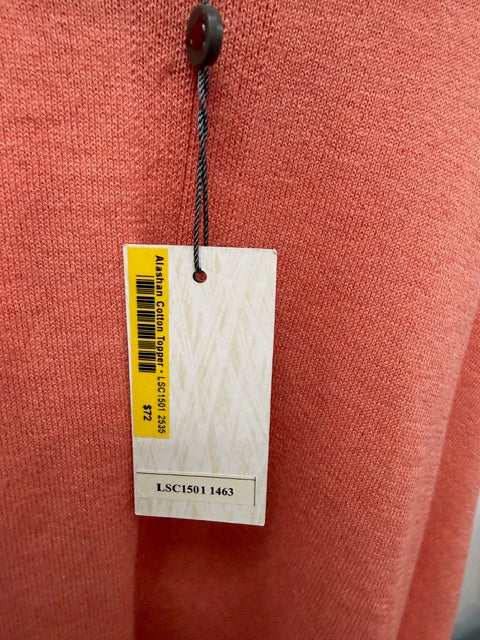 Alashan Cotton Topper • LSC1501 2535
$72
LSC1501 1463